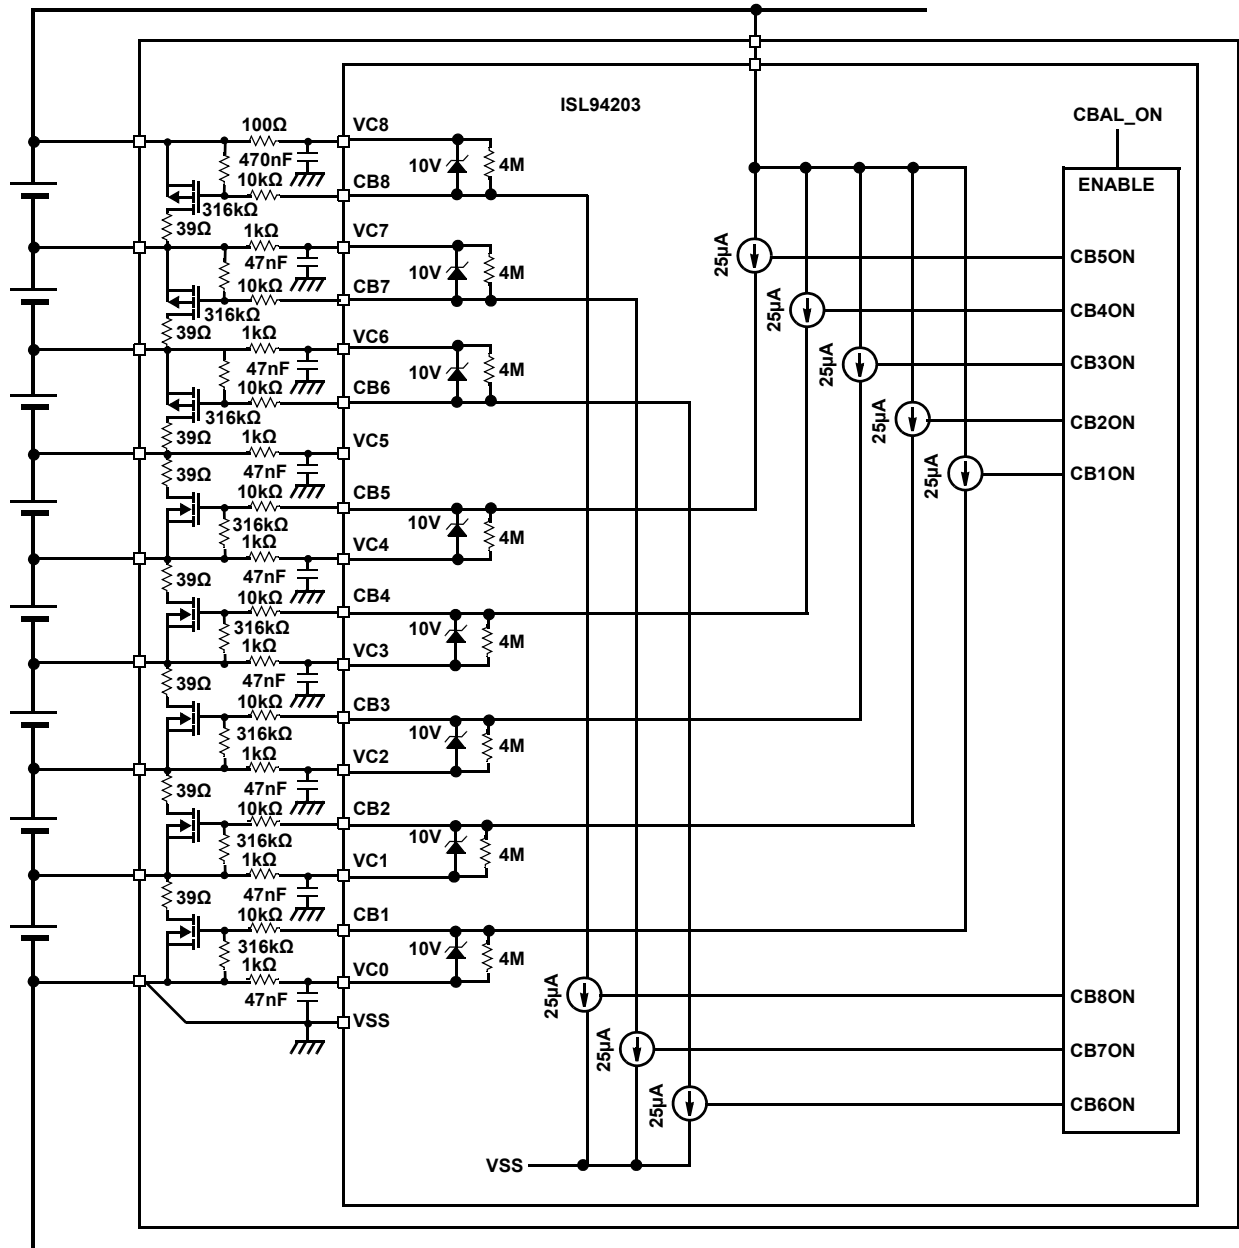 ISL94203
CBAL_ON
ENABLE
100Ω
VC8
470nF
10V
4M
10kΩ
CB8
316kΩ
39Ω
1kΩ
VC7
47nF
10V
4M
10kΩ
CB7
316kΩ
39Ω
1kΩ
VC6
47nF
10V
4M
10kΩ
CB6
316kΩ
39Ω
1kΩ
VC5
39Ω
47nF
10kΩ
CB5
10V
4M
316kΩ
1kΩ
VC4
39Ω
47nF
10kΩ
CB4
10V
4M
316kΩ
1kΩ
VC3
39Ω
47nF
10kΩ
CB3
10V
4M
316kΩ
1kΩ
VC2
39Ω
47nF
10kΩ
CB2
10V
4M
316kΩ
1kΩ
VC1
39Ω
47nF
10kΩ
CB1
10V
4M
316kΩ
1kΩ
VC0
47nF
VSS
25µA
CB5ON
25µA
CB4ON
25µA
CB3ON
25µA
CB2ON
25µA
CB1ON
25µA
CB8ON
25µA
CB7ON
25µA
CB6ON
VSS